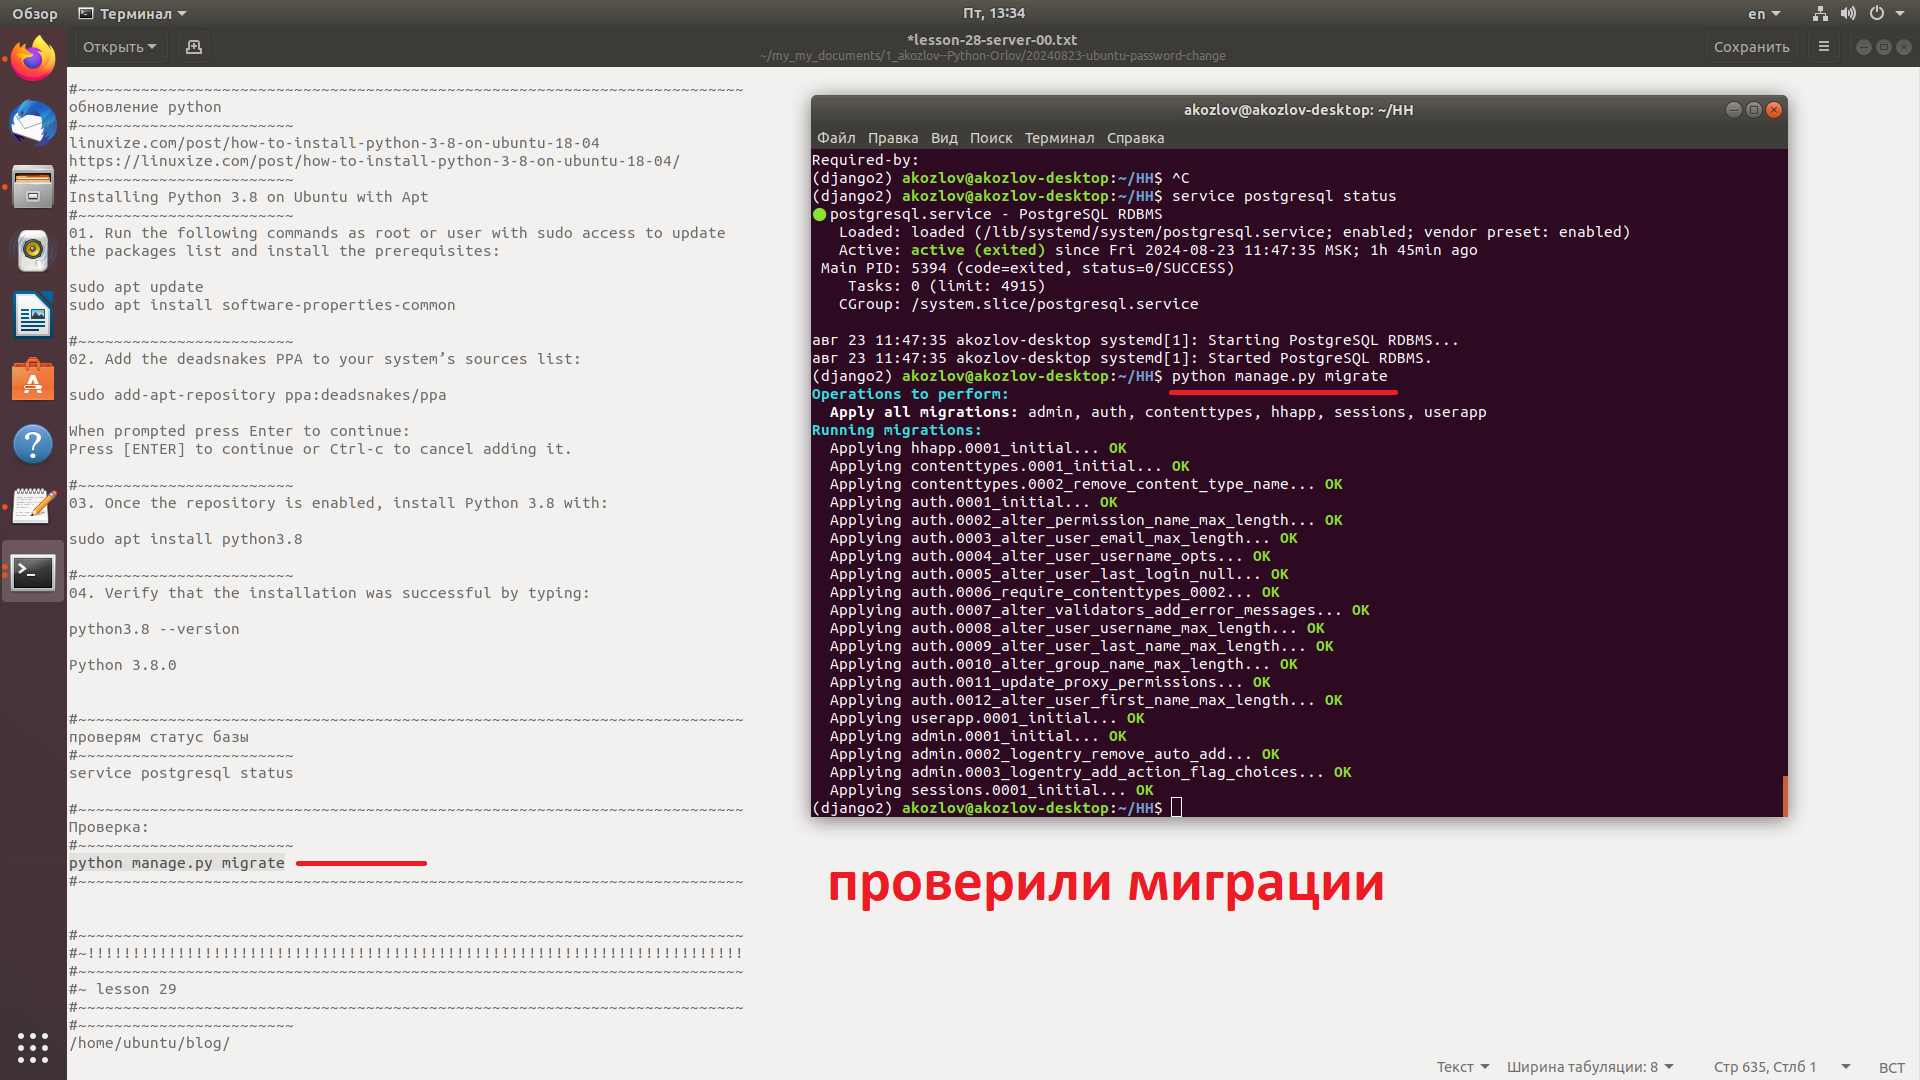 Обзор
Терминал
Пт, 13:34
en
Открыть
*lesson-28-server-00.txt
~/my_my_documents/1_akozlov--Python-Orlov/20240823-ubuntu-password-change
Сохранить
#~~~~~~~~~~~~~~~~~~~~~~~~~~~~~~~~~~~~~~~~~~~~~~~~~~~~~~~~~~~~~~~~~~~~~~~~~~
обновление python
#~~~~~~~~~~~~~~~~~~~~~~~~
linuxize.com/post/how-to-install-python-3-8-on-ubuntu-18-04
https://linuxize.com/post/how-to-install-python-3-8-on-ubuntu-18-04/
#~~~~~~~~~~~~~~~~~~~~~~~~
Installing Python 3.8 on Ubuntu with Apt
#~~~~~~~~~~~~~~~~~~~~~~~~
01. Run the following commands as root or user with sudo access to update
the packages list and install the prerequisites:
sudo apt update
sudo apt install software-properties-common
#~~~~~~~~~~~~~~~~~~~~~~~~
02. Add the deadsnakes PPA to your system’s sources list:
sudo add-apt-repository ppa:deadsnakes/ppa
When prompted press Enter to continue:
Press [ENTER] to continue or Ctrl-c to cancel adding it.
#~~~~~~~~~~~~~~~~~~~~~~~~
03. Once the repository is enabled, install Python 3.8 with:
sudo apt install python3.8
#~~~~~~~~~~~~~~~~~~~~~~~~
04. Verify that the installation was successful by typing:
python3.8 --version
Python 3.8.0
#~~~~~~~~~~~~~~~~~~~~~~~~~~~~~~~~~~~~~~~~~~~~~~~~~~~~~~~~~~~~~~~~~~~~~~~~~~
проверям статус базы
#~~~~~~~~~~~~~~~~~~~~~~~~
service postgresql status
#~~~~~~~~~~~~~~~~~~~~~~~~~~~~~~~~~~~~~~~~~~~~~~~~~~~~~~~~~~~~~~~~~~~~~~~~~~
Проверка:
#~~~~~~~~~~~~~~~~~~~~~~~~
python manage.py migrate
#~~~~~~~~~~~~~~~~~~~~~~~~~~~~~~~~~~~~~~~~~~~~~~~~~~~~~~~~~~~~~~~~~~~~~~~~~~
#~~~~~~~~~~~~~~~~~~~~~~~~~~~~~~~~~~~~~~~~~~~~~~~~~~~~~~~~~~~~~~~~~~~~~~~~~~
#~!!!!!!!!!!!!!!!!!!!!!!!!!!!!!!!!!!!!!!!!!!!!!!!!!!!!!!!!!!!!!!!!!!!!!!!!!
#~~~~~~~~~~~~~~~~~~~~~~~~~~~~~~~~~~~~~~~~~~~~~~~~~~~~~~~~~~~~~~~~~~~~~~~~~~
#~ lesson 29
#~~~~~~~~~~~~~~~~~~~~~~~~~~~~~~~~~~~~~~~~~~~~~~~~~~~~~~~~~~~~~~~~~~~~~~~~~~
#~~~~~~~~~~~~~~~~~~~~~~~~
/home/ubuntu/blog/
akozlov@akozlov-desktop: ~/HH
Файл Правка Вид Поиск Терминал Справка
Required-by:
(django2) akozlov@akozlov-desktop:~/HH$ ^C
(django2) akozlov@akozlov-desktop:~/HH$ service postgresql status
postgresql.service - PostgreSQL RDBMS
Loaded: loaded (/lib/systemd/system/postgresql.service; enabled; vendor preset: enabled)
Active: active (exited) since Fri 2024-08-23 11:47:35 MSK; 1h 45min ago
Main PID: 5394 (code=exited, status=0/SUCCESS)
Tasks: 0 (limit: 4915)
CGroup: /system.slice/postgresql.service
авг 23 11:47:35 akozlov-desktop systemd[1]: Starting PostgreSQL RDBMS...
авг 23 11:47:35 akozlov-desktop systemd[1]: Started PostgreSQL RDBMS.
(django2) akozlov@akozlov-desktop:~/HH$ python manage.py migrate
Operations to perform:
Apply all migrations: admin, auth, contenttypes, hhapp, sessions, userapp
Running migrations:
Applying hhapp.0001_initial... OK
Applying contenttypes.0001_initial... OK
Applying contenttypes.0002_remove_content_type_name... OK
Applying auth.0001_initial... OK
Applying auth.0002_alter_permission_name_max_length... OK
Applying auth.0003_alter_user_email_max_length... OK
Applying auth.0004_alter_user_username_opts... OK
Applying auth.0005_alter_user_last_login_null... OK
Applying auth.0006_require_contenttypes_0002... OK
Applying auth.0007_alter_validators_add_error_messages... OK
Applying auth.0008_alter_user_username_max_length... OK
Applying auth.0009_alter_user_last_name_max_length... OK
Applying auth.0010_alter_group_name_max_length... OK
Applying auth.0011_update_proxy_permissions... OK
Applying auth.0012_alter_user_first_name_max_length... OK
Applying userapp.0001_initial... OK
Applying admin.0001_initial... OK
Applying admin.0002_logentry_remove_auto_add... OK
Applying admin.0003_logentry_add_action_flag_choices... OK
Applying sessions.0001_initial... OK
(django2) akozlov@akozlov-desktop:~/HH$
проверили миграции
Текст
Ширина табуляции: 8
Стр 635, Стлб 1
ВСТ